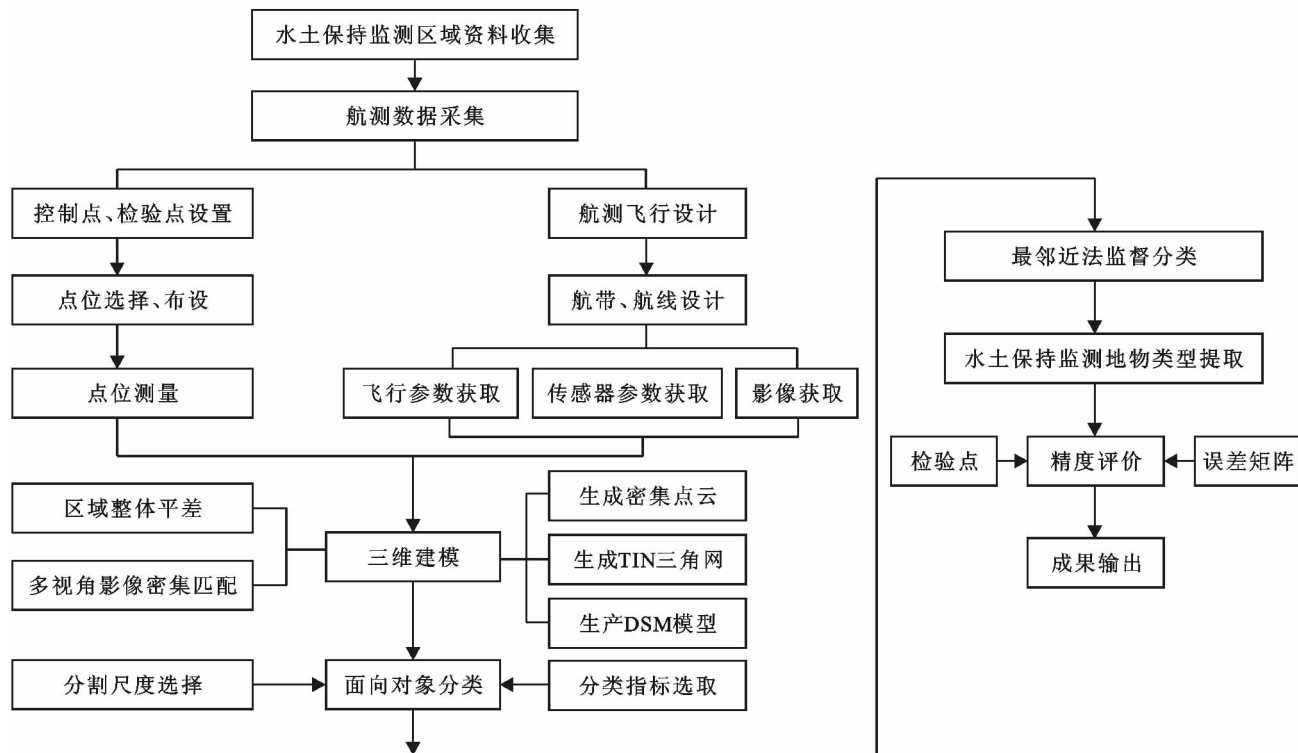 水土保持监测区域资料收集
航测数据采集
控制点、检验点设置
航测飞行设计
点位选择、布设
航带、航线设计
点位测量
飞行参数获取
传感器参数获取
影像获取
区域整体平差
多视角影像密集匹配
三维建模
生成密集点云
生成TIN三角网
生产DSM模型
分割尺度选择
面向对象分类
分类指标选取
最邻近法监督分类
水土保持监测地物类型提取
检验点
精度评价
误差矩阵
成果输出